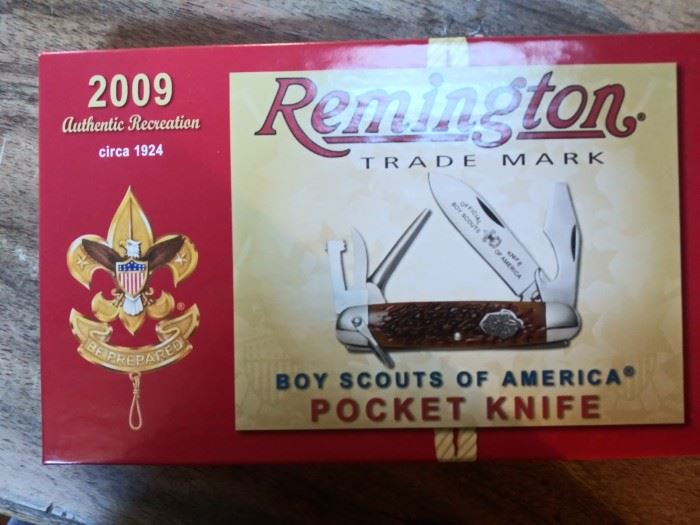 2009
Authentic Recreation
circa 1924
BE PREPARED
Remington®
TRADE MARK
OFFICIAL KNIFE
BOY SCOUTS OF AMERICA
BOY SCOUTS OF AMERICA®
POCKET KNIFE